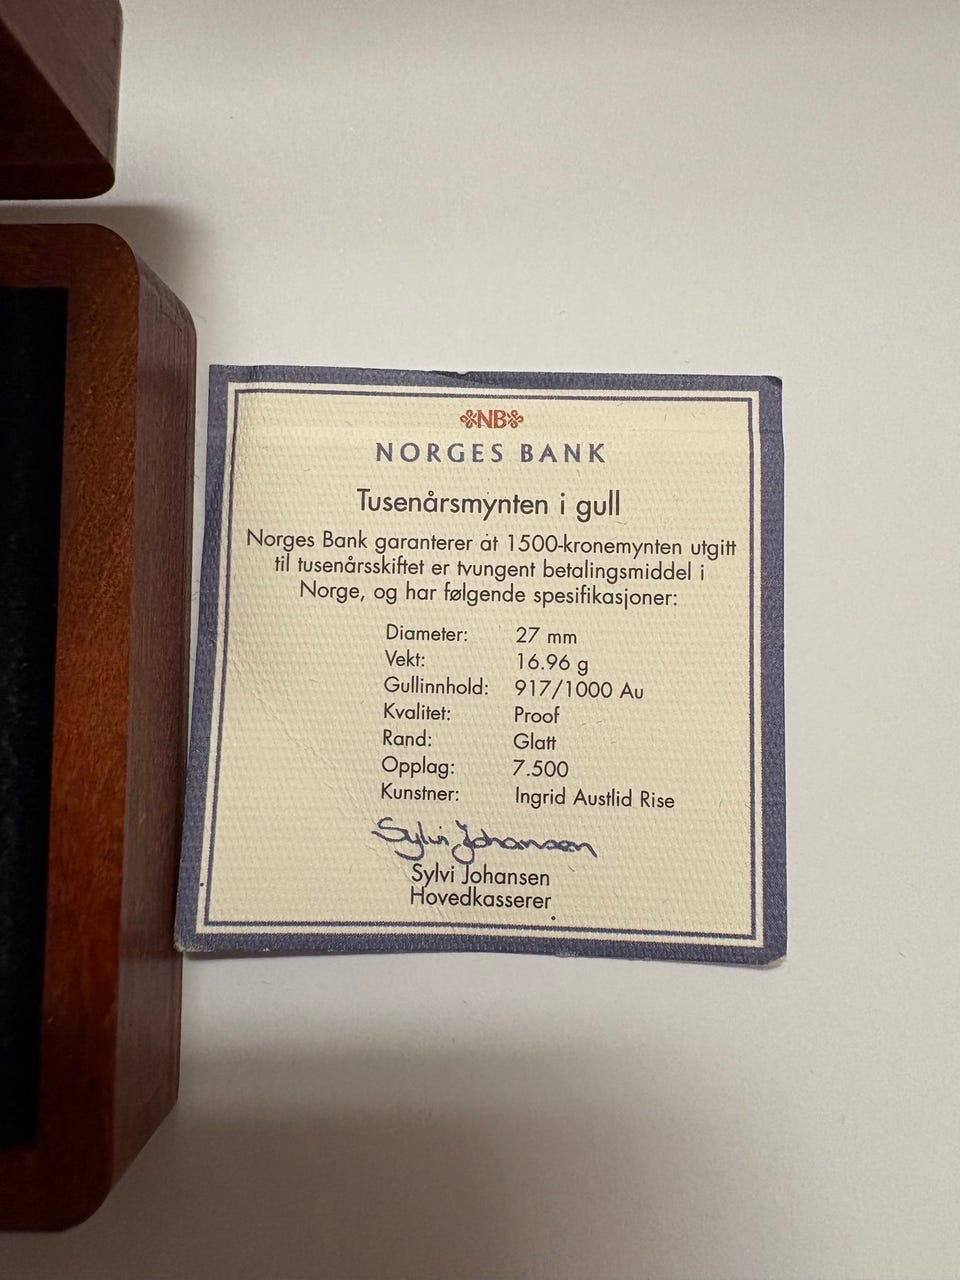 NB
NORGES BANK
Tusenårsmynten i gull
Norges Bank garanterer at 1500-kronemynten utgitt
til tusenårsskiftet er tvungent betalingsmiddel i
Norge, og har følgende spesifikasjoner:
Diameter: 27 mm
Vekt: 16.96 g
Gullinnhold: 917/1000 Au
Kvalitet: Proof
Rand: Glatt
Opplag: 7.500
Kunstner: Ingrid Austlid Rise
Sylvi Johansen
Sylvi Johansen
Hovedkasserer